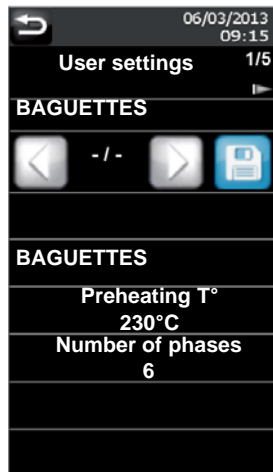 06/03/2013
09:15
User settings 1/5
BAGUETTES
- / -
BAGUETTES
Preheating T°
230°C
Number of phases
6